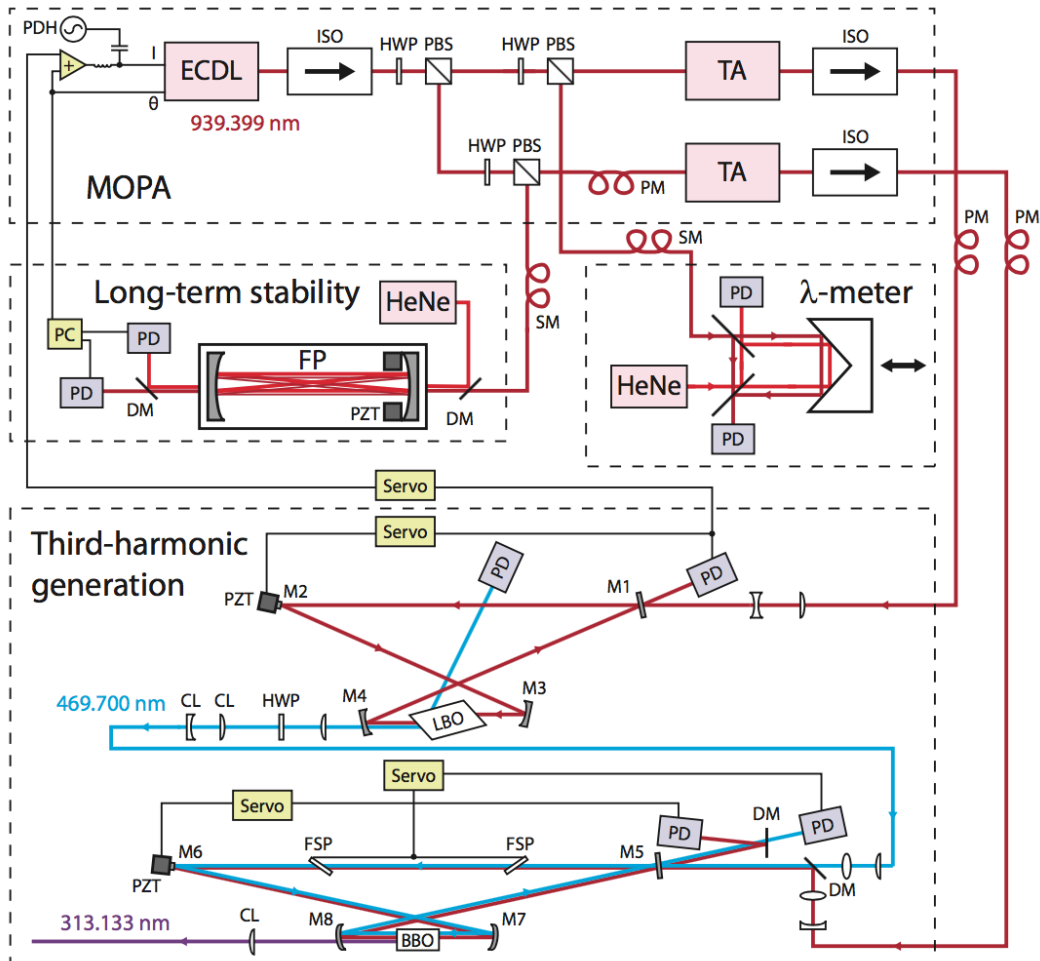 PDH
I
ECDL
θ
939.399 nm
ISO
HWP PBS
HWP PBS
TA
ISO
HWP PBS
PM
TA
ISO
MOPA
PM
PM
SM
SM
Long-term stability
HeNe
PC
PD
PD
DM
FP
PZT
DM
λ-meter
PD
HeNe
PD
Servo
Servo
Third-harmonic
generation
PD
PD
M1
PZT
M2
M4
M3
LBO
469.700 nm
CL
CL
HWP
Servo
Servo
DM
PD
PD
M6
PZT
FSP
FSP
M5
DM
M8
M7
BBO
CL
313.133 nm